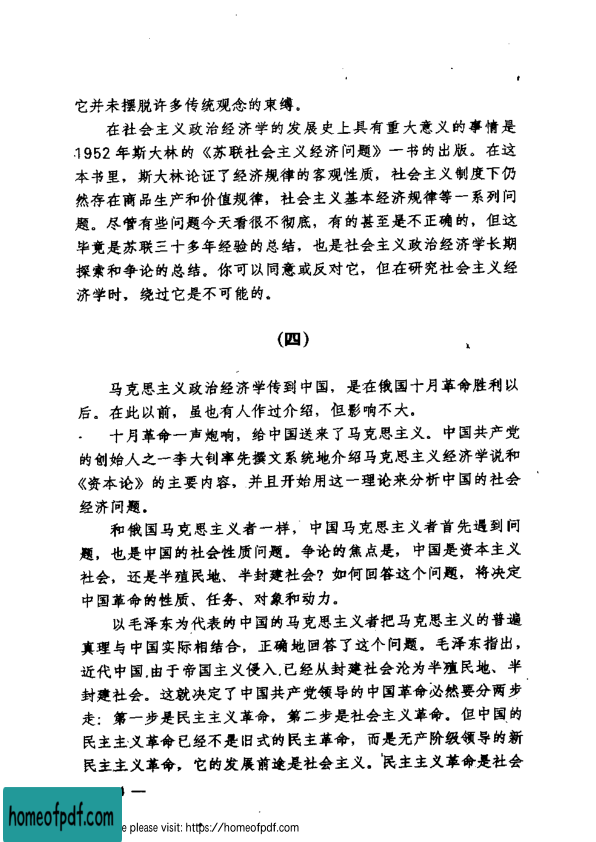 它并未摆脱许多传统观念的束缚。
在社会主义政治经济学的发展史上具有重大意义的事情是
1952年斯大林的《苏联社会主义经济问题》一书的出版。在这
本书里，斯大林论证了经济规律的客观性质，社会主义制度下仍
然存在商品生产和价值规律，社会主义基本经济规律等一系列问
题。尽管有些问题今天看很不彻底，有的甚至是不正确的，但这
毕竟是苏联三十多年经验的总结，也是社会主义政治经济学长期
探索和争论的总结。你可以同意或反对它，但在研究社会主义经
济学时，绕过它是不可能的。
(四)
马克思主义政治经济学传到中国，是在俄国十月革命胜利以
后。在此以前，虽也有人作过介绍，但影响不大。
十月革命一声炮响，给中国送来了马克思主义。中国共产党
的创始人之一李大钊率先撰文系统地介绍马克思主义经济学说和
《资本论》的主要内容，并且开始用这一理论来分析中国的社会
经济问题。
和俄国马克思主义者一样，中国马克思主义者首先遇到问
题，也是中国的社会性质问题。争论的焦点是，中国是资本主义
社会，还是半殖民地、半封建社会？如何回答这个问题，将决定
中国革命的性质、任务、对象和动力。
以毛泽东为代表的中国的马克思主义者把马克思主义的普遍
真理与中国实际相结合，正确地回答了这个问题。毛泽东指出，
近代中国,由于帝国主义侵入,已经从封建社会沦为半殖民地、半
封建社会。这就决定了中国共产党领导的中国革命必然要分两步
走：第一步是民主主义革命，第二步是社会主义革命。但中国的
民主主义革命已经不是旧式的民主革命，而是无产阶级领导的新
民主主义革命，它的发展前途是社会主义。民主主义革命是社会
4 —
homeofpdf.com
e please visit: https://homeofpdf.com